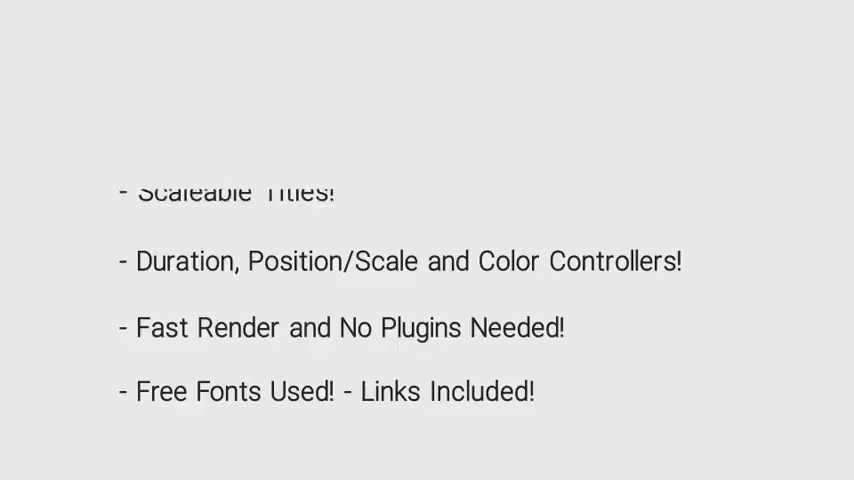 - Scaleable Titles!
- Duration, Position/Scale and Color Controllers!
- Fast Render and No Plugins Needed!
- Free Fonts Used! - Links Included!